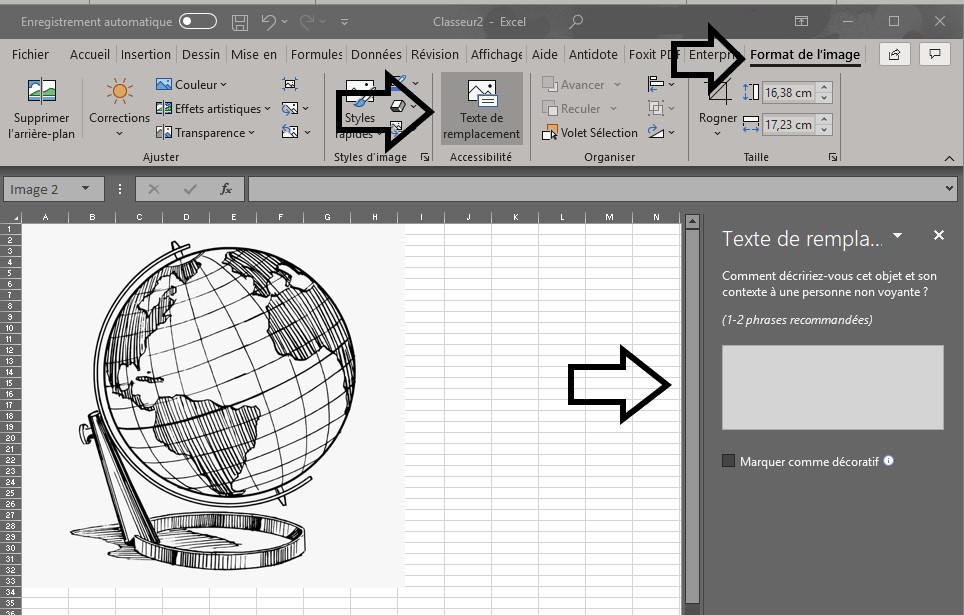 Enregistrement automatique Classeur2 - Excel
Fichier Accueil Insertion Dessin Mise en Formules Données Révision Affichage Aide Antidote Foxit PDF Enterpri Format de l'image
Couleur
Effets artistiques
Transparence
Supprimer
l'arrière-plan
Corrections
Styles
rapides
Texte de
remplacement
Avancer
Reculer
Volet Sélection
Rogner
16,38 cm
17,23 cm
Ajuster Styles d'image Accessibilité Organiser Taille
Image 2 fx
A B C D E F G H I J K L M N
1
2
3
4
5
6
7
8
9
10
11
12
13
14
15
16
17
18
19
20
21
22
23
24
25
26
27
28
29
30
31
32
33
34
35
Texte de rempla...
Comment décririez-vous cet objet et son
contexte à une personne non voyante ?
(1-2 phrases recommandées)
Marquer comme décoratif